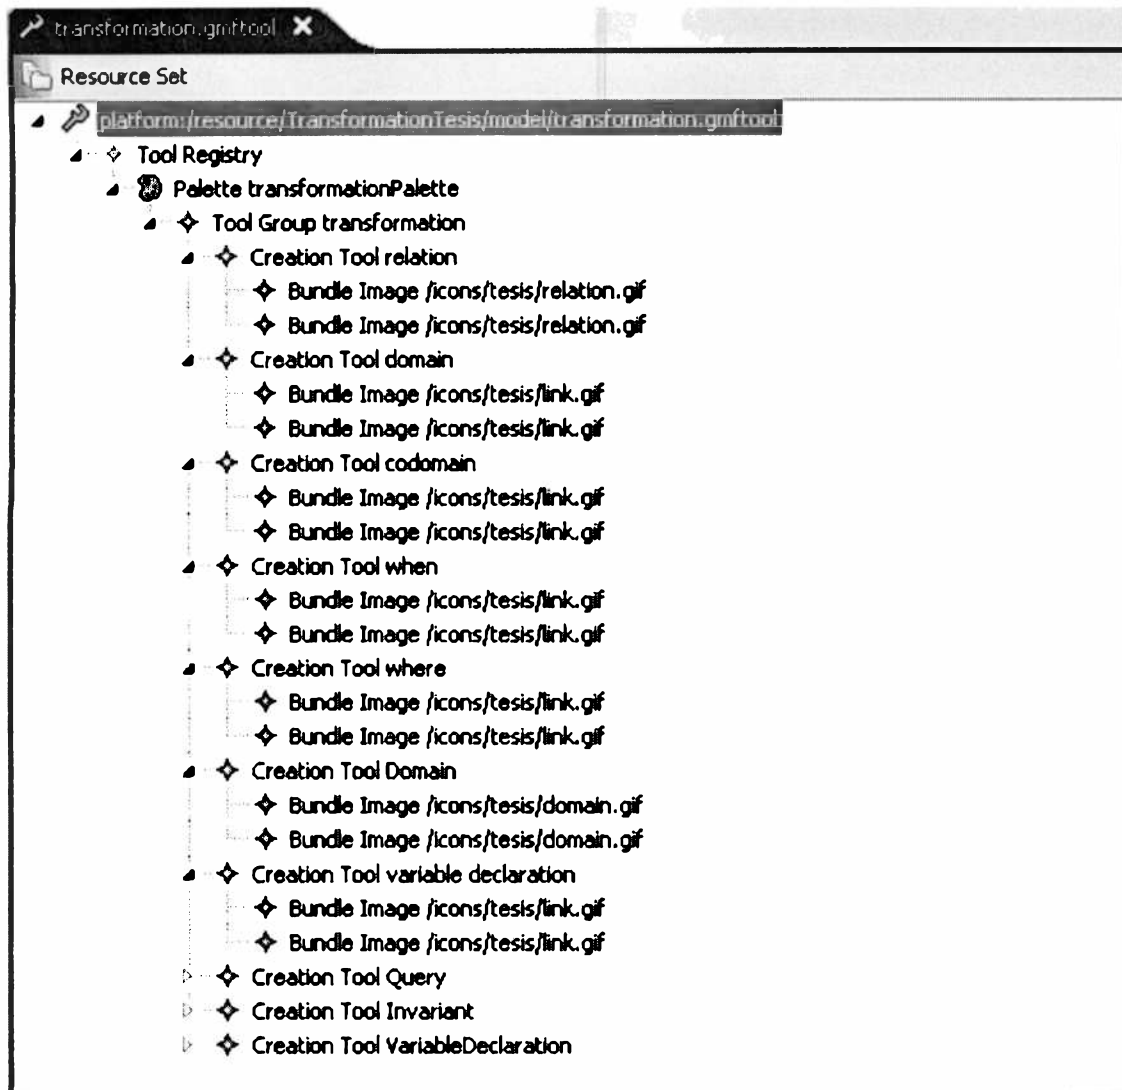 transformation.gmftool
Resource Set
platform:/resource/TransformationTesis/model/transformation.gmftool
Tool Registry
Palette transformationPalette
Tool Group transformation
Creation Tool relation
Bundle Image /icons/tesis/relation.gif
Bundle Image /icons/tesis/relation.gif
Creation Tool domain
Bundle Image /icons/tesis/link.gif
Bundle Image /icons/tesis/link.gif
Creation Tool codomain
Bundle Image /icons/tesis/link.gif
Bundle Image /icons/tesis/link.gif
Creation Tool when
Bundle Image /icons/tesis/link.gif
Bundle Image /icons/tesis/link.gif
Creation Tool where
Bundle Image /icons/tesis/link.gif
Bundle Image /icons/tesis/link.gif
Creation Tool Domain
Bundle Image /icons/tesis/domain.gif
Bundle Image /icons/tesis/domain.gif
Creation Tool variable declaration
Bundle Image /icons/tesis/link.gif
Bundle Image /icons/tesis/link.gif
Creation Tool Query
Creation Tool Invariant
Creation Tool VariableDeclaration